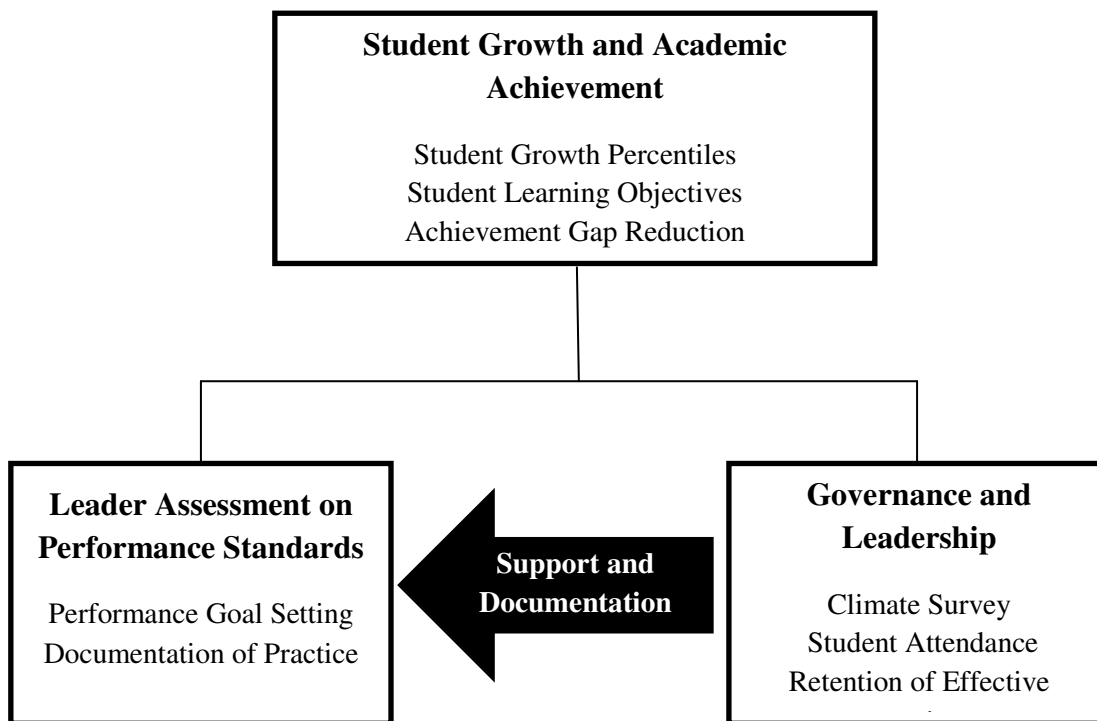 Student Growth and Academic
Achievement
Student Growth Percentiles
Student Learning Objectives
Achievement Gap Reduction
Leader Assessment on
Performance Standards
Performance Goal Setting
Documentation of Practice
Support and
Documentation
Governance and
Leadership
Climate Survey
Student Attendance
Retention of Effective